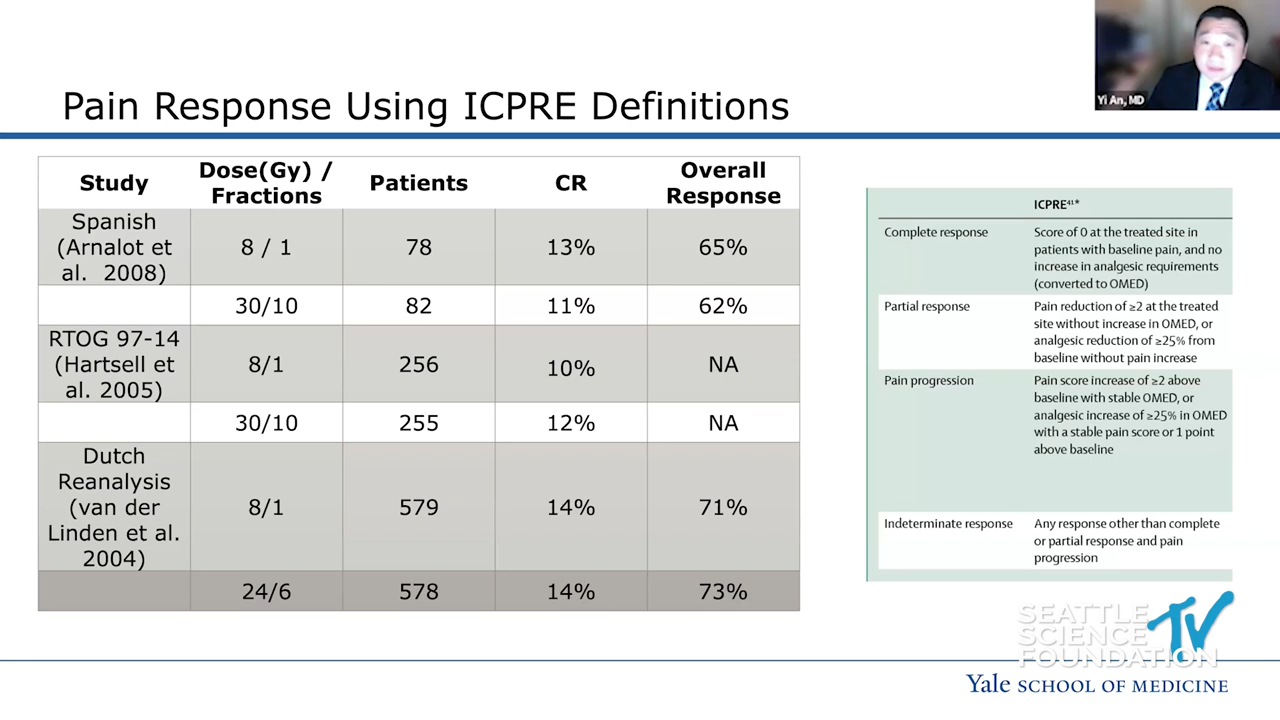 Yi An, MD
Pain Response Using ICPRE Definitions
Study
Dose(Gy) /
Fractions
Patients
CR
Overall
Response
Spanish
(Arnalot et
al.  2008)
8 / 1
78
13%
65%
30/10
82
11%
62%
RTOG 97-14
(Hartsell et
al. 2005)
8/1
256
10%
NA
30/10
255
12%
NA
Dutch
Reanalysis
(van der
Linden et al.
2004)
8/1
579
14%
71%
24/6
578
14%
73%
ICPRE⁴¹*
Complete response
Score of 0 at the treated site in
patients with baseline pain, and no
increase in analgesic requirements
(converted to OMED)
Partial response
Pain reduction of ≥2 at the treated
site without increase in OMED, or
analgesic reduction of ≥25% from
baseline without pain increase
Pain progression
Pain score increase of ≥2 above
baseline with stable OMED, or
analgesic increase of ≥25% in OMED
with a stable pain score or 1 point
above baseline
Indeterminate response
Any response other than complete
or partial response and pain
progression
SEATTLE
SCIENCE
FOUNDATION
TV
Yale SCHOOL OF MEDICINE